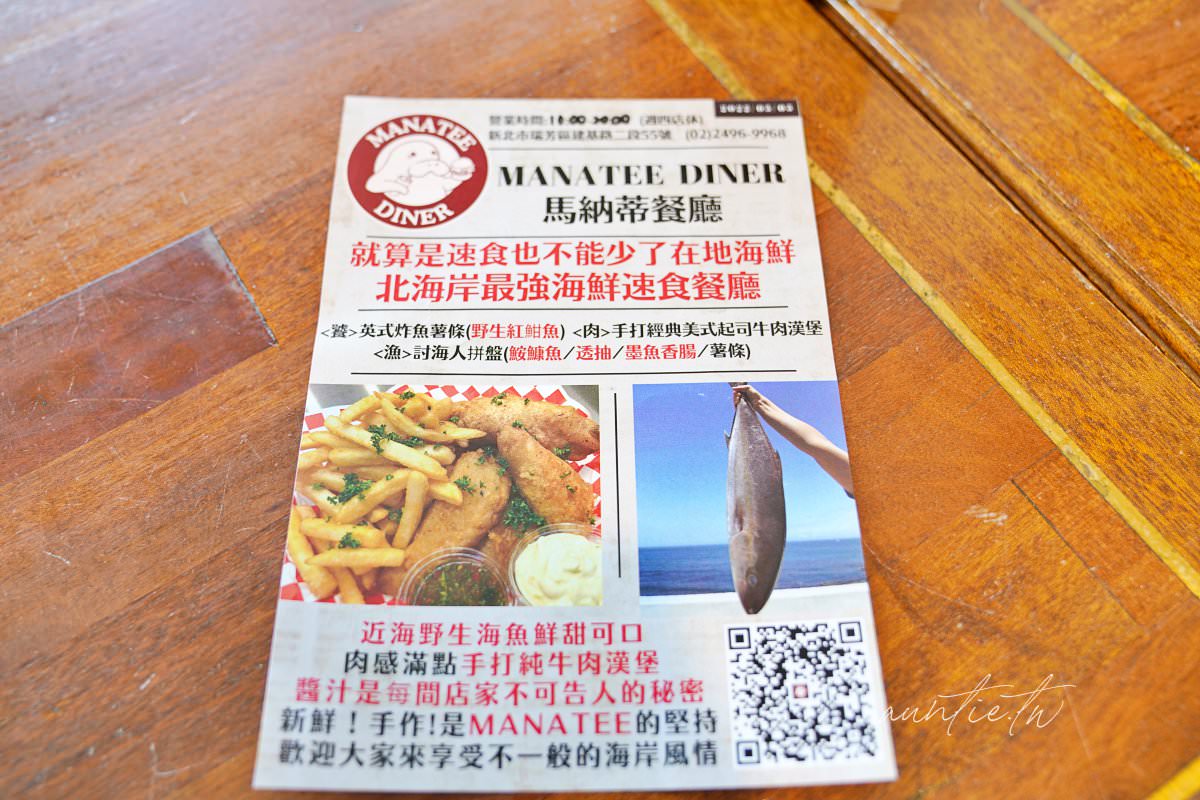 2022/02/05
營業時間:11:00-20:00 (週四店休)
新北市瑞芳區建基路二段55號 (02)2496-9968
MANATEE
DINER
MANATEE DINER
馬納蒂餐廳
就算是速食也不能少了在地海鮮
北海岸最強海鮮速食餐廳
<饕>英式炸魚薯條(野生紅魽魚) <肉>手打經典美式起司牛肉漢堡
<漁>討海人拼盤(鮟鱇魚/透抽/墨魚香腸/薯條)
近海野生海魚鮮甜可口
肉感滿點手打純牛肉漢堡
醬汁是每間店家不可告人的秘密
新鮮!手作!是MANATEE的堅持
歡迎大家來享受不一般的海岸風情
auntie.tw